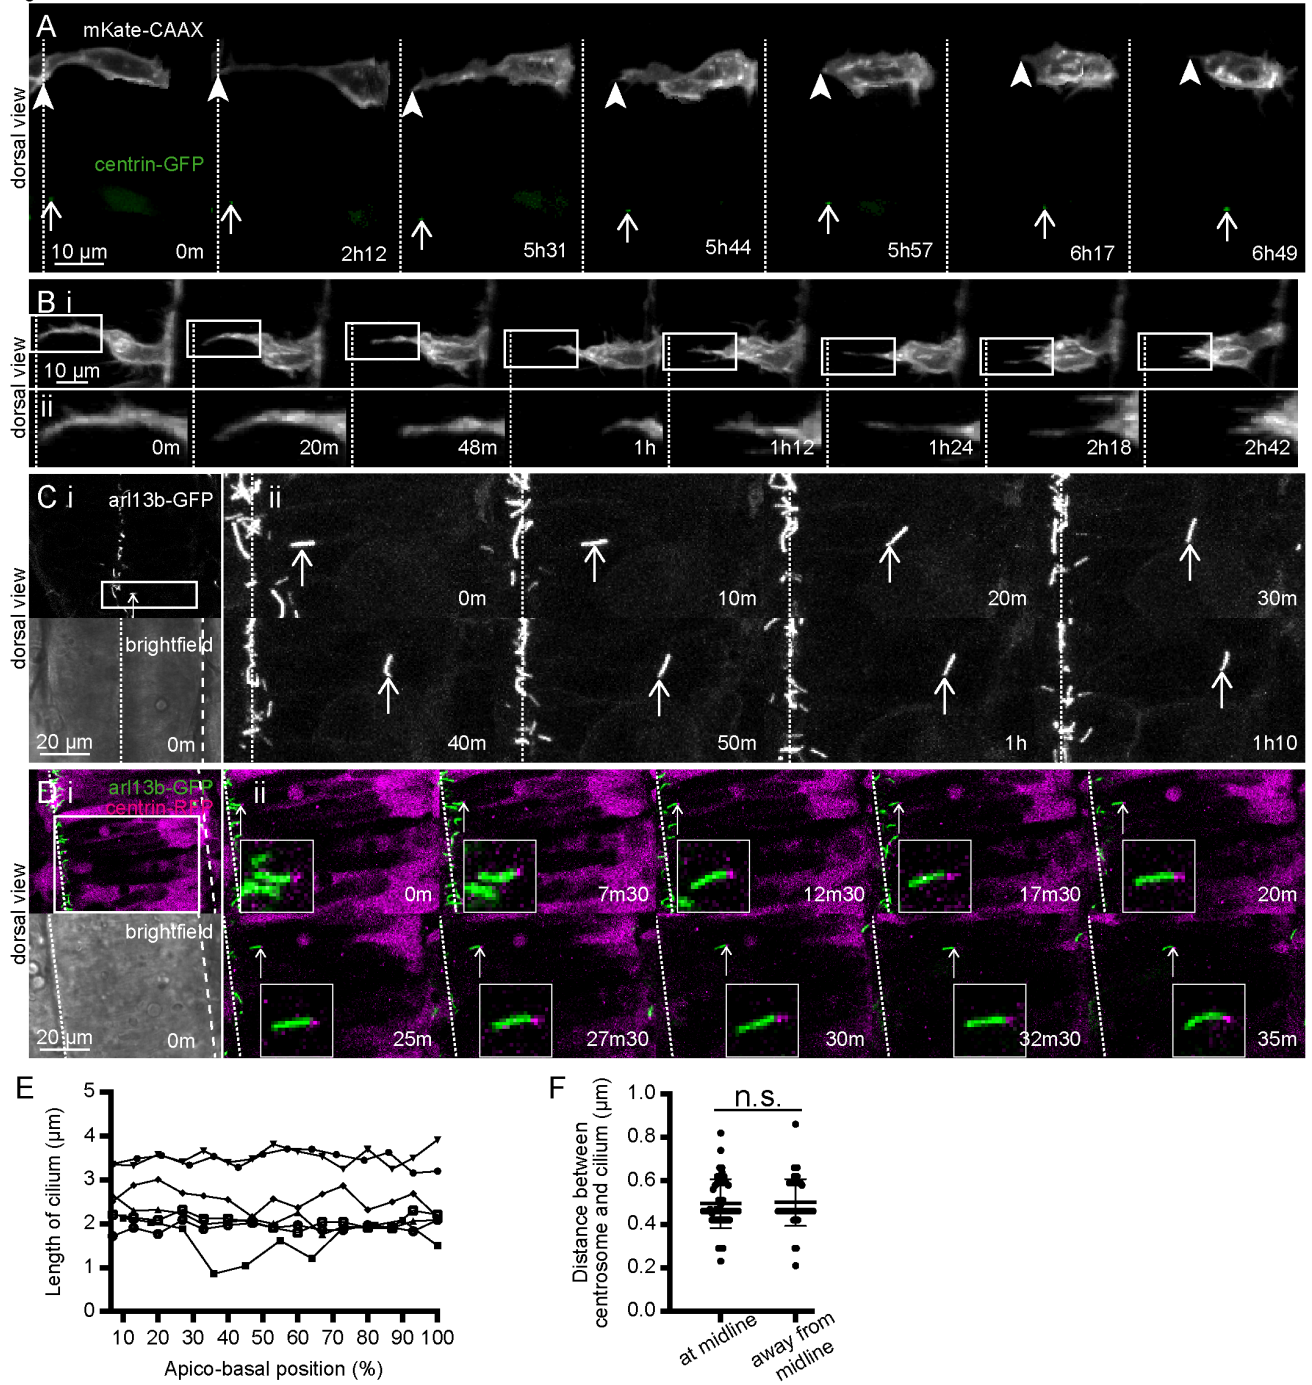 A
mKate-CAAX
dorsal view
centrin-GFP
10 µm
0m
2h12
5h31
5h44
5h57
6h17
6h49
B i
dorsal view
10 µm
ii
0m
20m
48m
1h
1h12
1h24
2h18
2h42
C i
arl13b-GFP
ii
dorsal view
0m
10m
20m
30m
brightfield
20 µm
0m
40m
50m
1h
1h10
i
arl13b-GFP
centrin-RFP
ii
dorsal view
0m
7m30
12m30
17m30
20m
brightfield
20 µm
0m
25m
27m30
30m
32m30
35m
E
Length of cilium (µm)
5
4
3
2
1
0
10 20 30 40 50 60 70 80 90 100
Apico-basal position (%)
F
n.s.
Distance between
centrosome and cilium (µm)
1.0
0.8
0.6
0.4
0.2
0.0
at midline
away from
midline